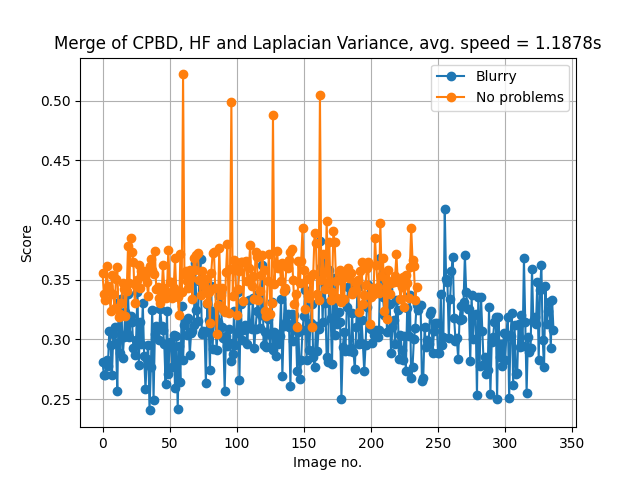 Merge of CPBD, HF and Laplacian Variance, avg. speed = 1.1878s
Blurry
No problems
0.50
0.45
0.40
0.35
0.30
0.25
Score
0 50 100 150 200 250 300 350
Image no.